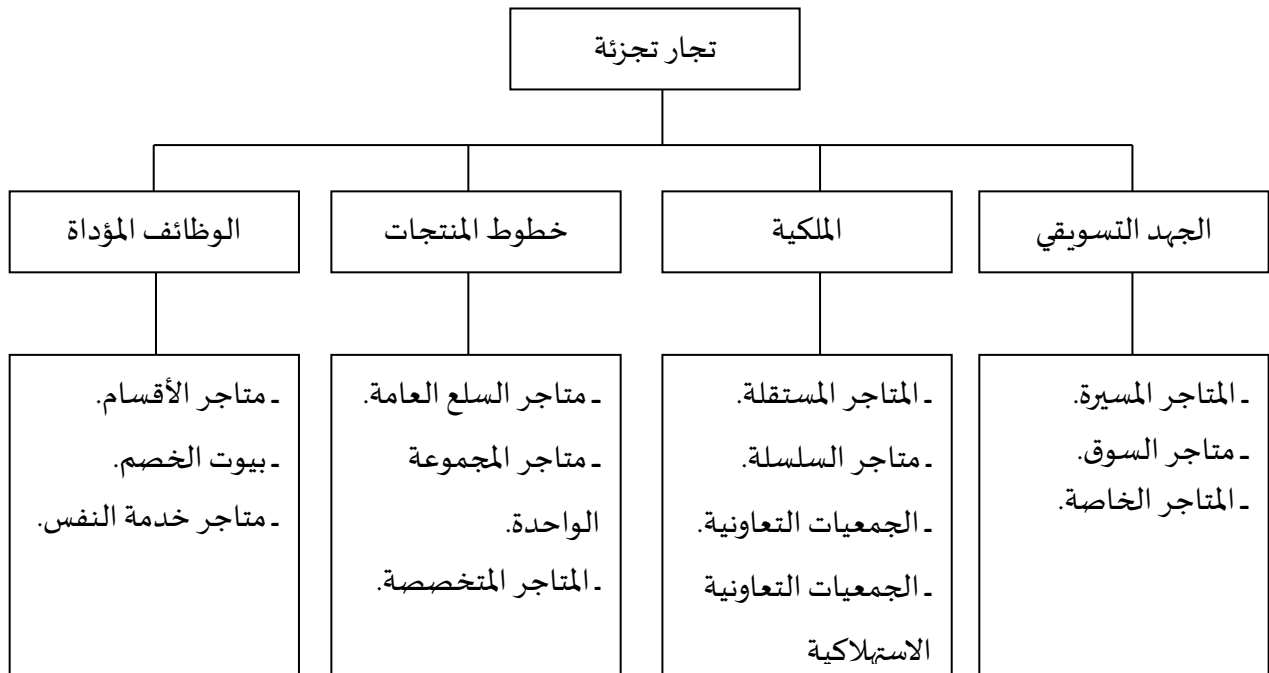 تجار تجزئة
الجهد التسويقي
الملكية
خطوط المنتجات
الوظائف المؤداة
ـ المتاجر المسيرة.
ـ متاجر السوق.
ـ المتاجر الخاصة.
ـ المتاجر المستقلة.
ـ متاجر السلسلة.
ـ الجمعيات التعاونية.
ـ الجمعيات التعاونية
الاستهلاكية
ـ متاجر السلع العامة.
ـ متاجر المجموعة
الواحدة.
ـ المتاجر المتخصصة.
ـ متاجر الأقسام.
ـ بيوت الخصم.
ـ متاجر خدمة النفس.